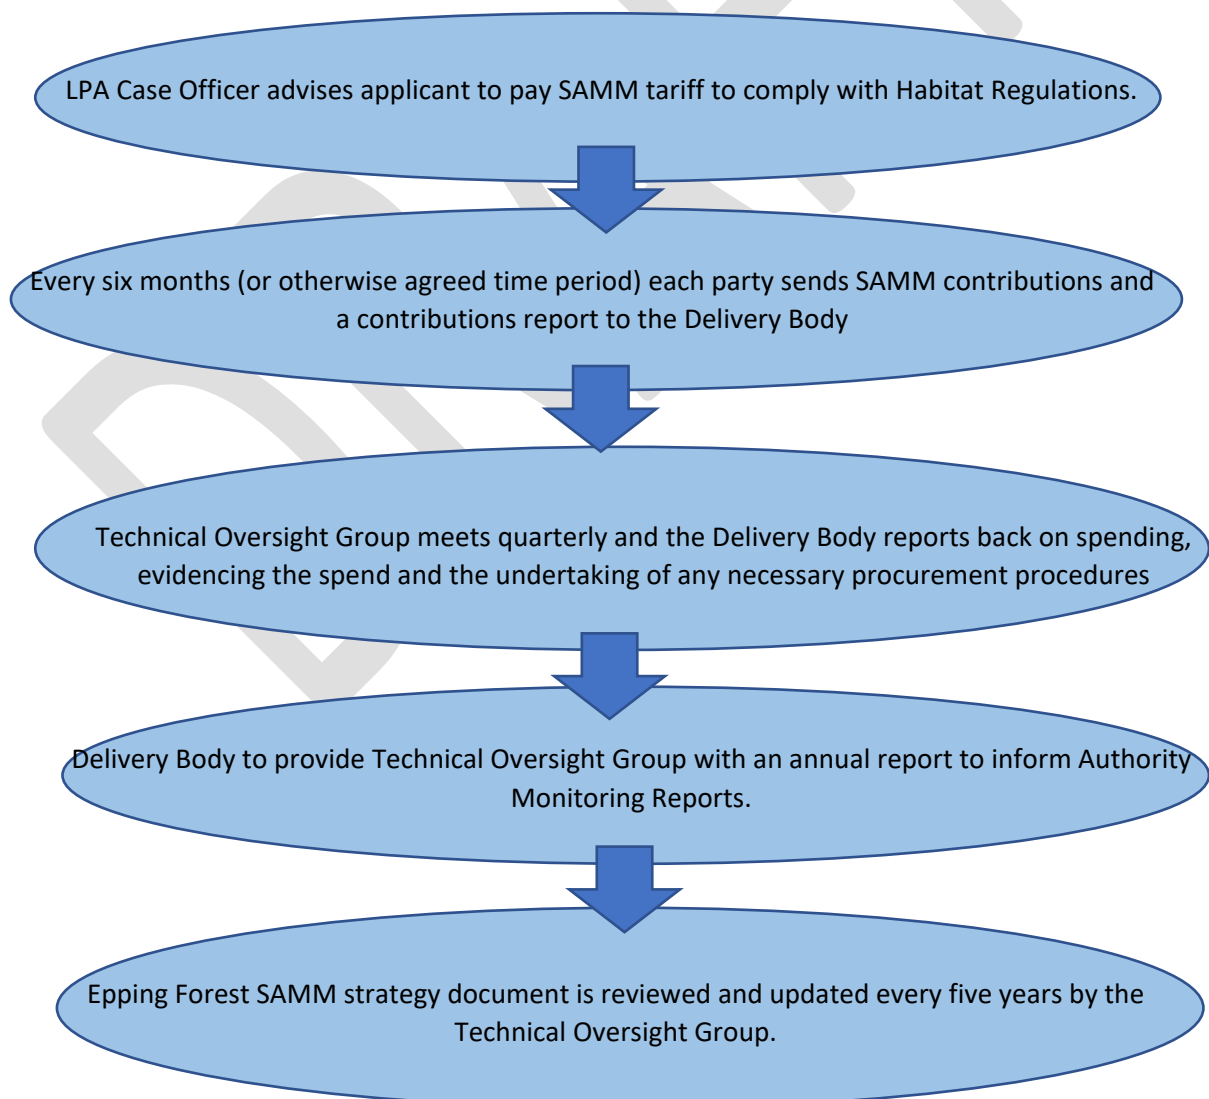 LPA Case Officer advises applicant to pay SAMM tariff to comply with Habitat Regulations.
Every six months (or otherwise agreed time period) each party sends SAMM contributions and
a contributions report to the Delivery Body
Technical Oversight Group meets quarterly and the Delivery Body reports back on spending,
evidencing the spend and the undertaking of any necessary procurement procedures
Delivery Body to provide Technical Oversight Group with an annual report to inform Authority
Monitoring Reports.
Epping Forest SAMM strategy document is reviewed and updated every five years by the
Technical Oversight Group.